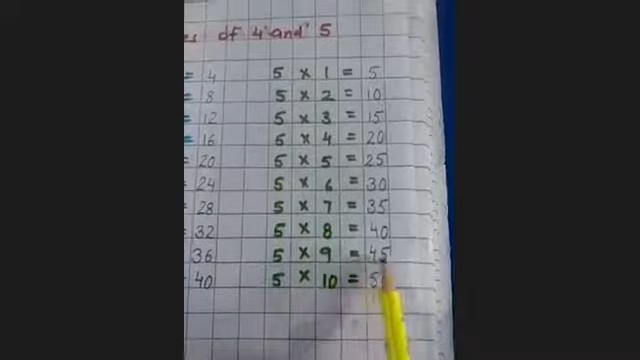 of 4 and 5
= 4 5 × 1 = 5
= 8 5 × 2 = 10
= 12 5 × 3 = 15
= 16 5 × 4 = 20
= 20 5 × 5 = 25
= 24 5 × 6 = 30
= 28 5 × 7 = 35
= 32 5 × 8 = 40
36 5 × 9 = 45
40 5 × 10 = 5